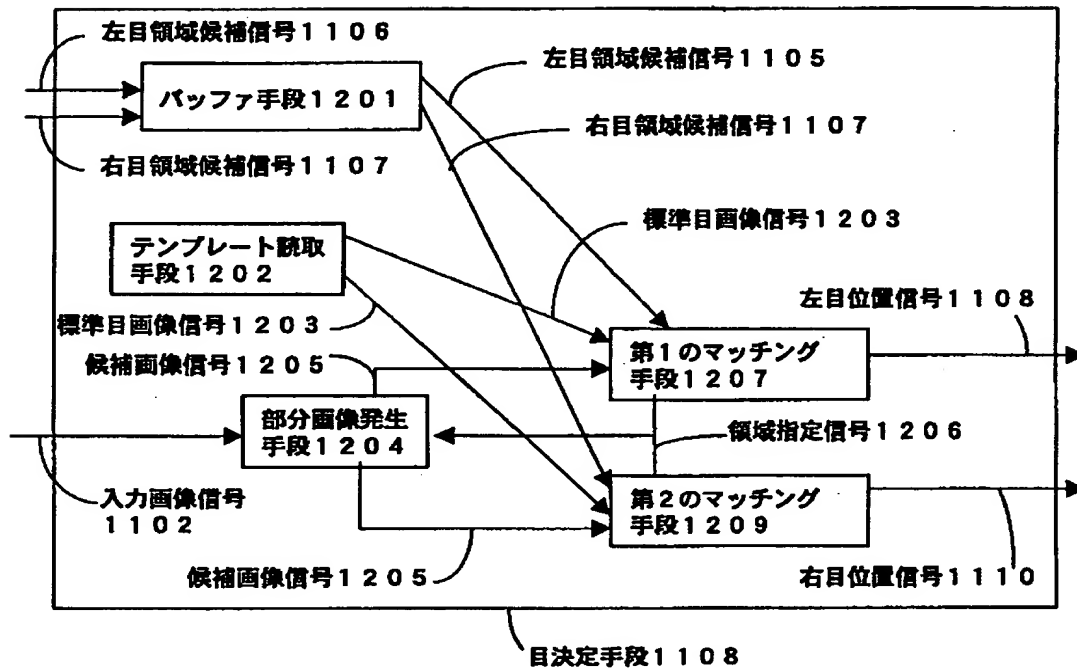 左目領域候補信号1106
左目領域候補信号1105
バッファ手段1201
右目領域候補信号1107
右目領域候補信号1107
標準目画像信号1203
テンプレート読取
手段1202
左目位置信号1108
標準目画像信号1203
候補画像信号1205
第1のマッチング
手段1207
部分画像発生
手段1204
領域指定信号1206
入力画像信号
1102
第2のマッチング
手段1209
候補画像信号1205
右目位置信号1110
目決定手段1108